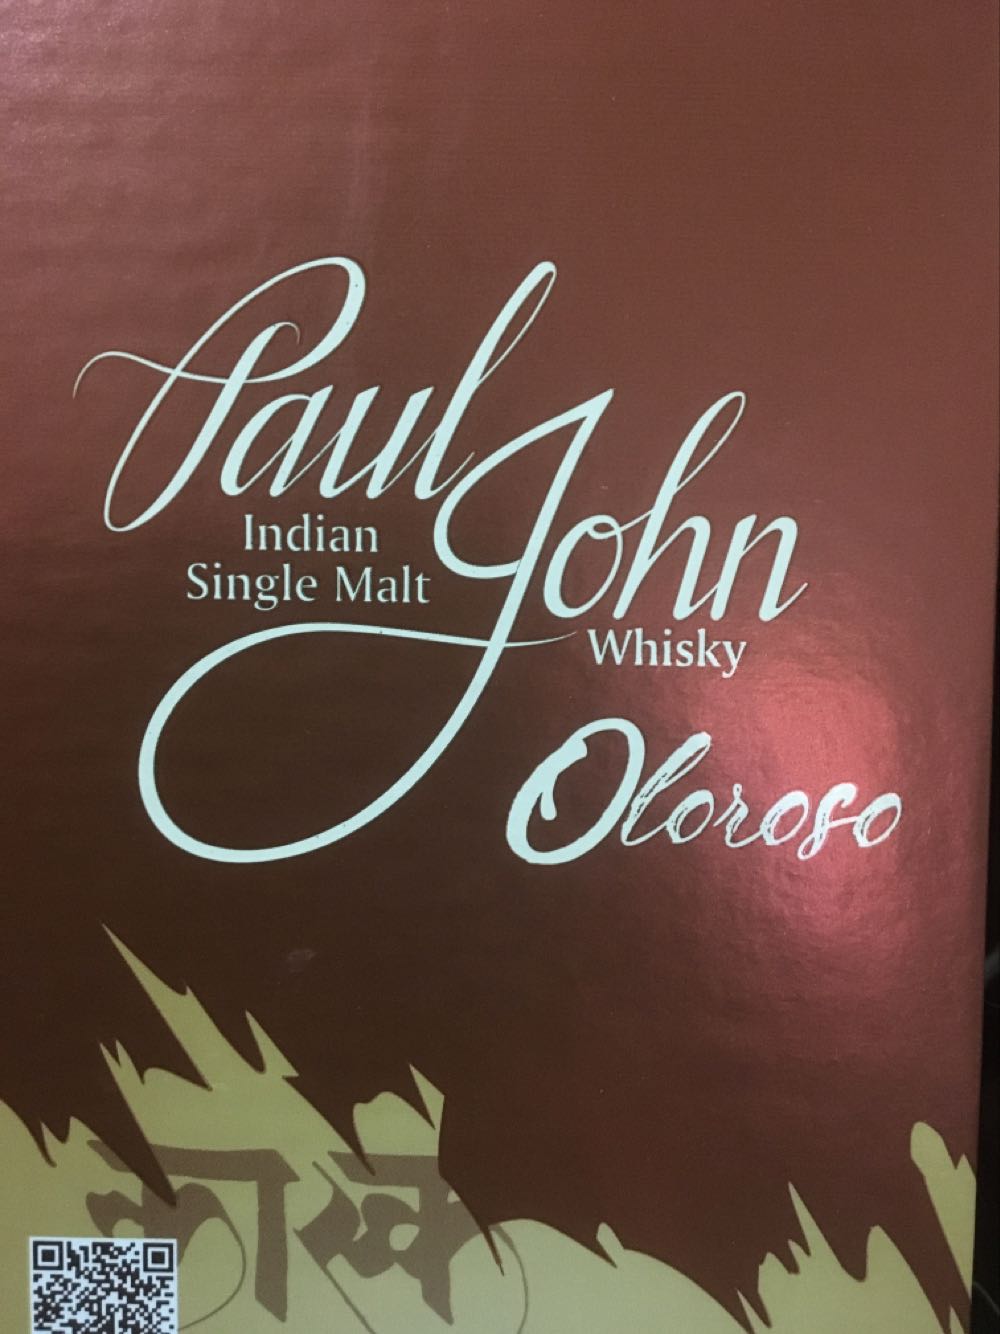 Paul John
Indian
Single Malt
Whisky
Oloroso